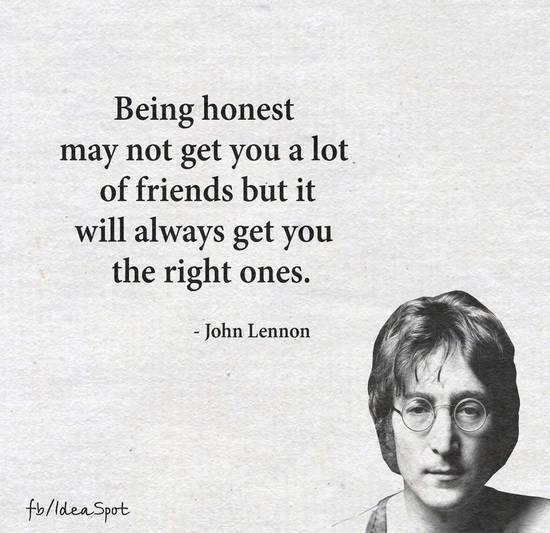 Being honest
may not get you a lot
of friends but it
will always get you
the right ones.
- John Lennon
fb/IdeaSpot